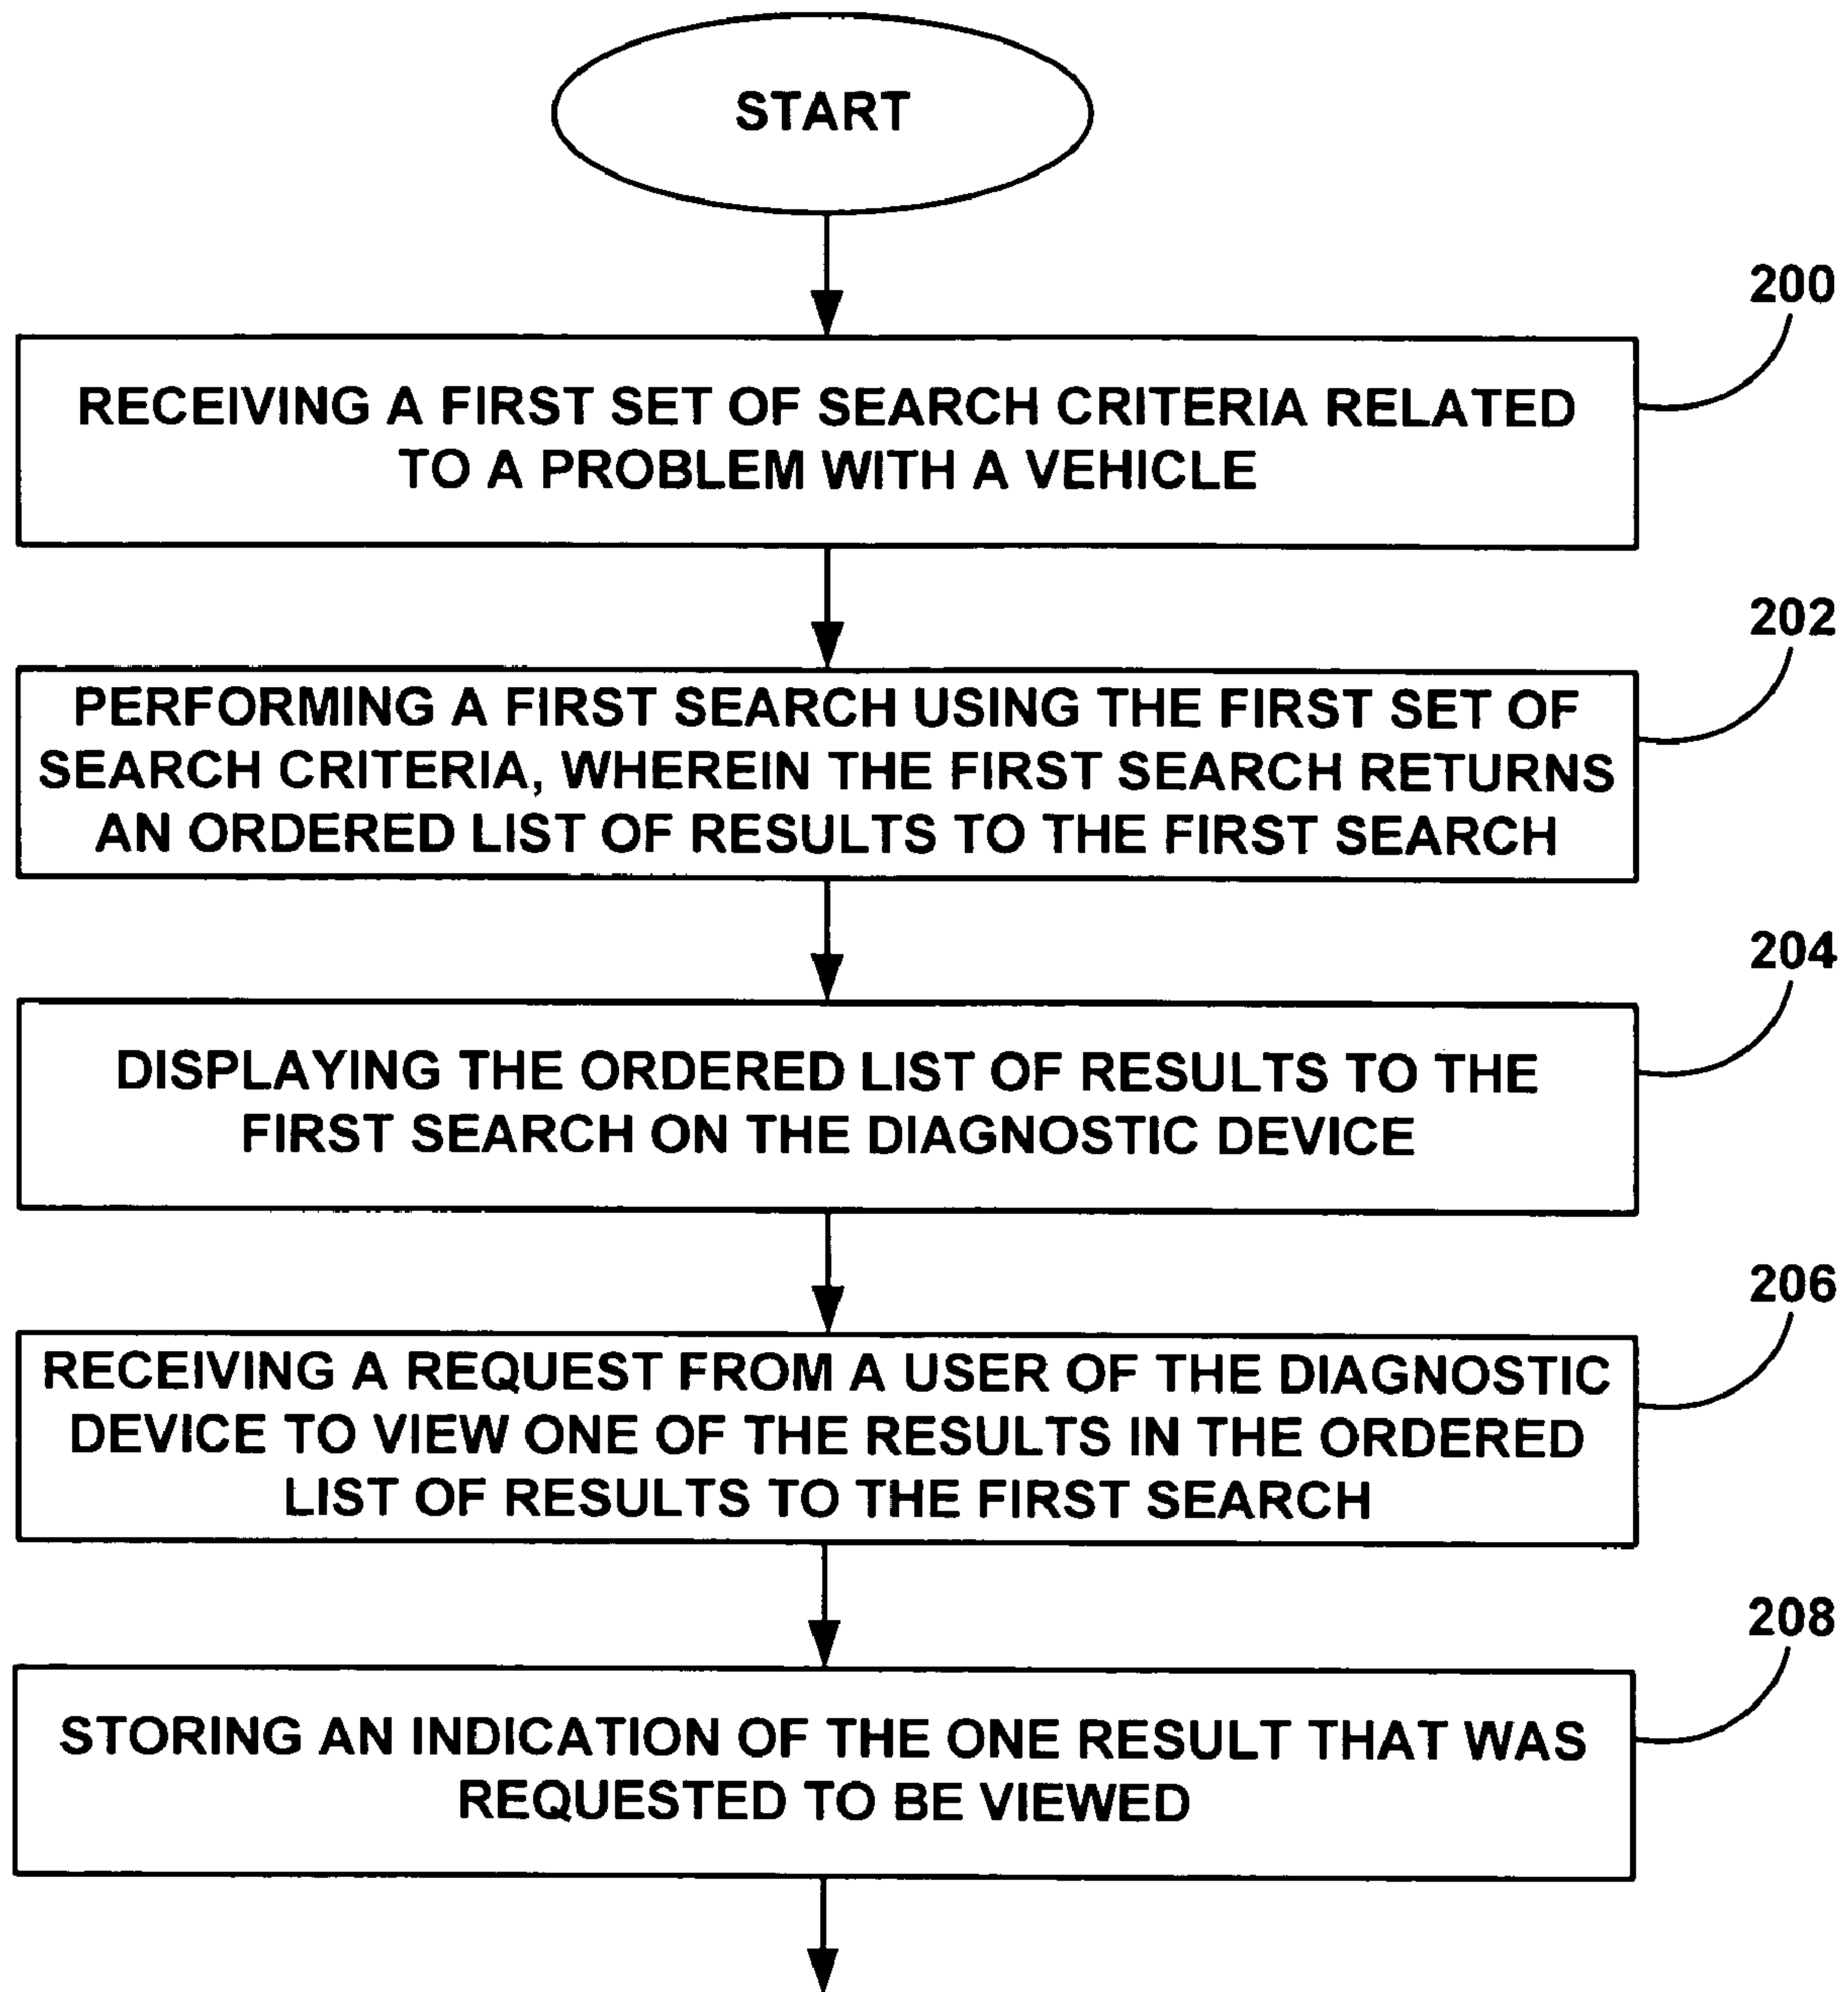 START
200
RECEIVING A FIRST SET OF SEARCH CRITERIA RELATED
TO A PROBLEM WITH A VEHICLE
202
PERFORMING A FIRST SEARCH USING THE FIRST SET OF
SEARCH CRITERIA, WHEREIN THE FIRST SEARCH RETURNS
AN ORDERED LIST OF RESULTS TO THE FIRST SEARCH
204
DISPLAYING THE ORDERED LIST OF RESULTS TO THE
FIRST SEARCH ON THE DIAGNOSTIC DEVICE
206
RECEIVING A REQUEST FROM A USER OF THE DIAGNOSTIC
DEVICE TO VIEW ONE OF THE RESULTS IN THE ORDERED
LIST OF RESULTS TO THE FIRST SEARCH
208
STORING AN INDICATION OF THE ONE RESULT THAT WAS
REQUESTED TO BE VIEWED